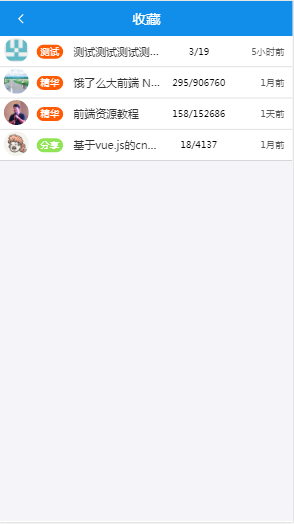 收藏
测试 测试测试测试测... 3/19 5小时前
精华 饿了么大前端 N... 295/906760 1月前
精华 前端资源教程 158/152686 1天前
分享 基于vue.js的cn... 18/4137 1月前